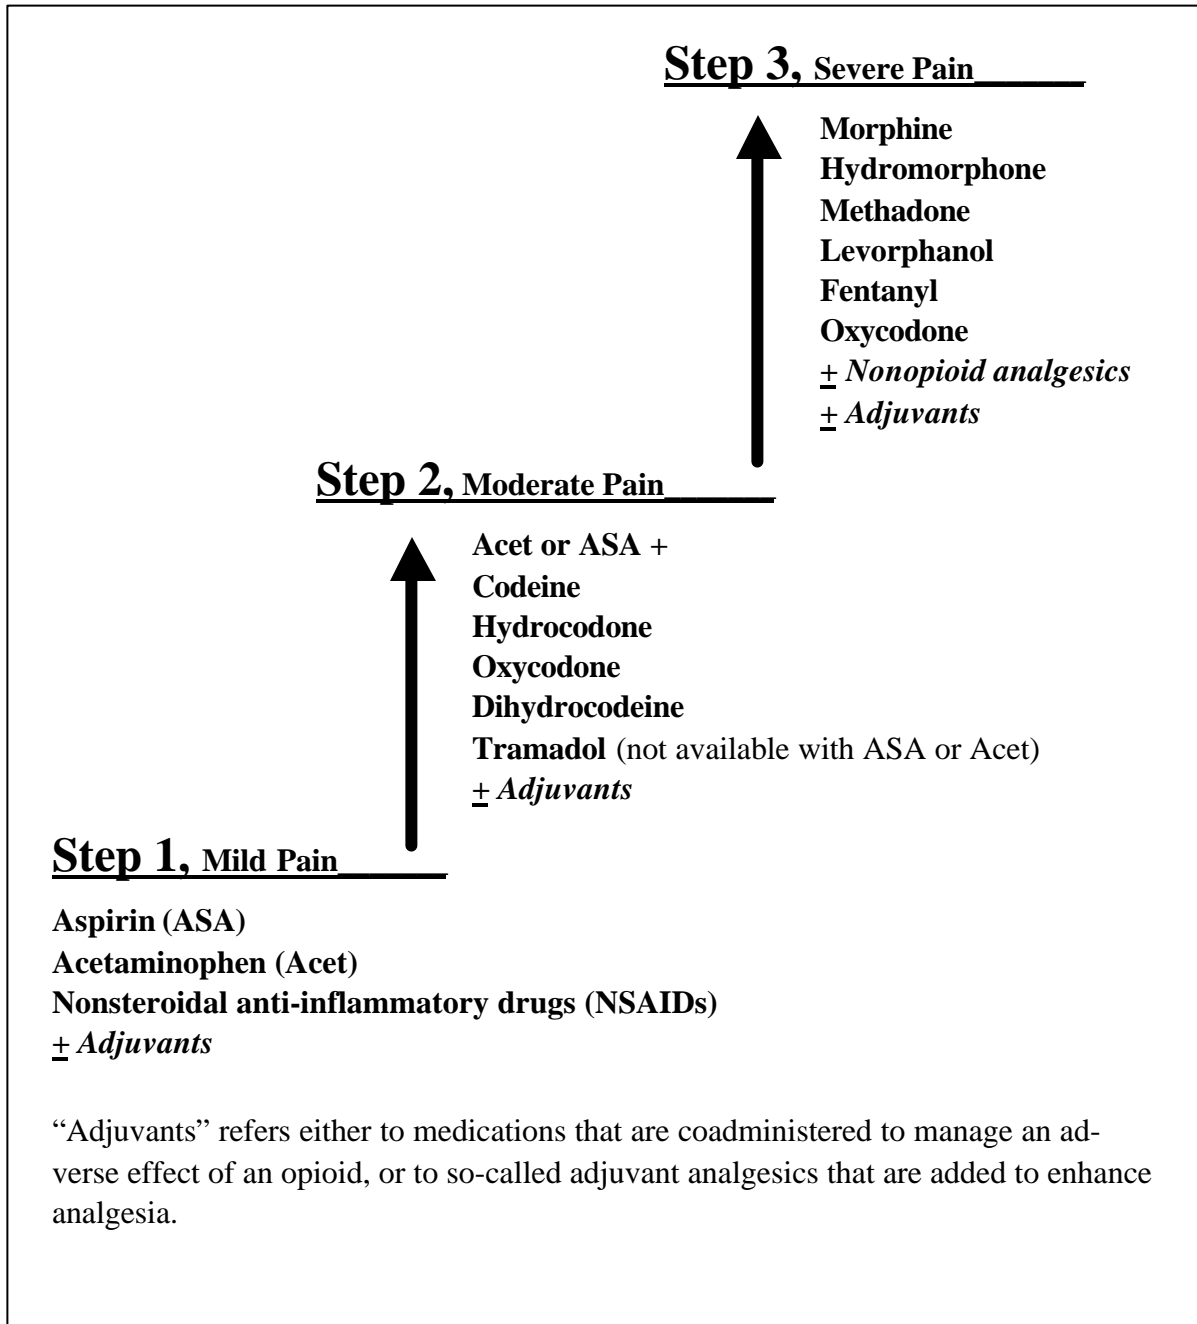 Step 3, Severe Pain_______
Morphine
Hydromorphone
Methadone
Levorphanol
Fentanyl
Oxycodone
+ Nonopioid analgesics
+ Adjuvants
Step 2, Moderate Pain_______
Acet or ASA +
Codeine
Hydrocodone
Oxycodone
Dihydrocodeine
Tramadol (not available with ASA or Acet)
+ Adjuvants
Step 1, Mild Pain_______
Aspirin (ASA)
Acetaminophen (Acet)
Nonsteroidal anti-inflammatory drugs (NSAIDs)
+ Adjuvants
“Adjuvants” refers either to medications that are coadministered to manage an ad-
verse effect of an opioid, or to so-called adjuvant analgesics that are added to enhance
analgesia.